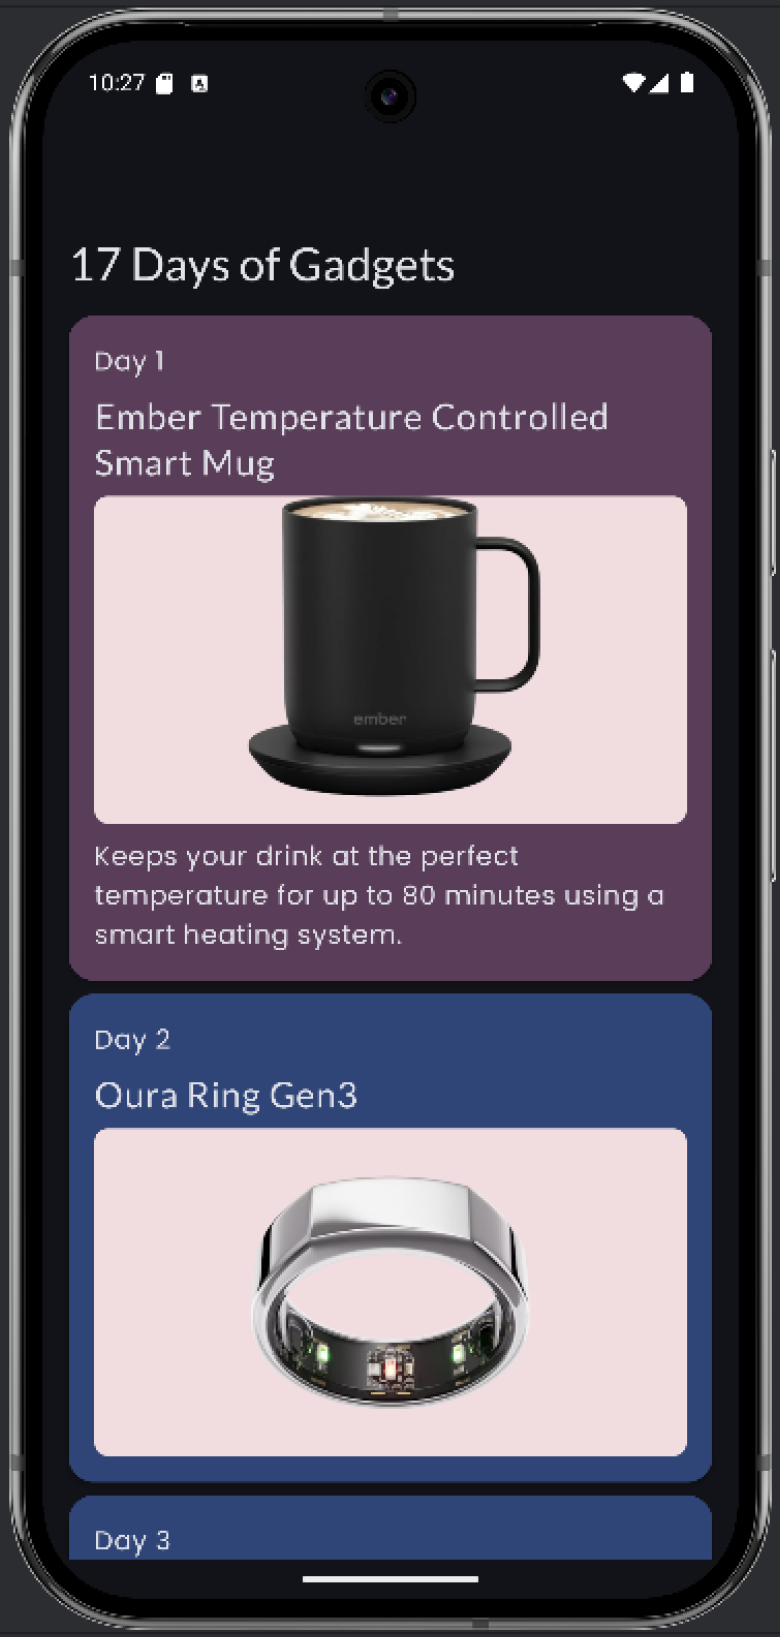 10:27
17 Days of Gadgets
Day 1
Ember Temperature Controlled
Smart Mug
ember
Keeps your drink at the perfect
temperature for up to 80 minutes using a
smart heating system.
Day 2
Oura Ring Gen3
Day 3